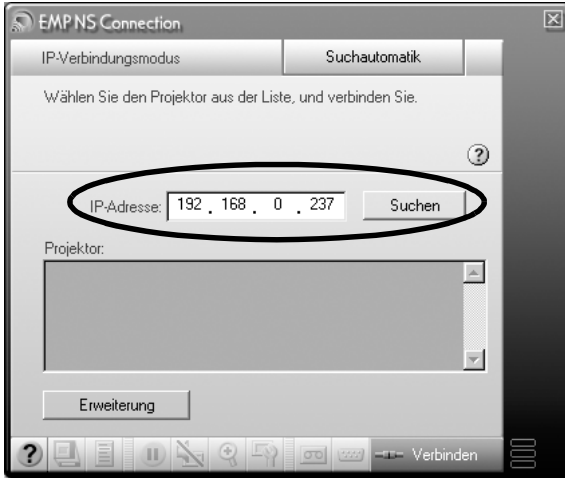 EMP NS Connection
IP-Verbindungsmodus
Suchautomatik
Wählen Sie den Projektor aus der Liste, und verbinden Sie.
?
IP-Adresse: 192 . 168 . 0 . 237 Suchen
Projektor:
Erweiterung
? Verbinden